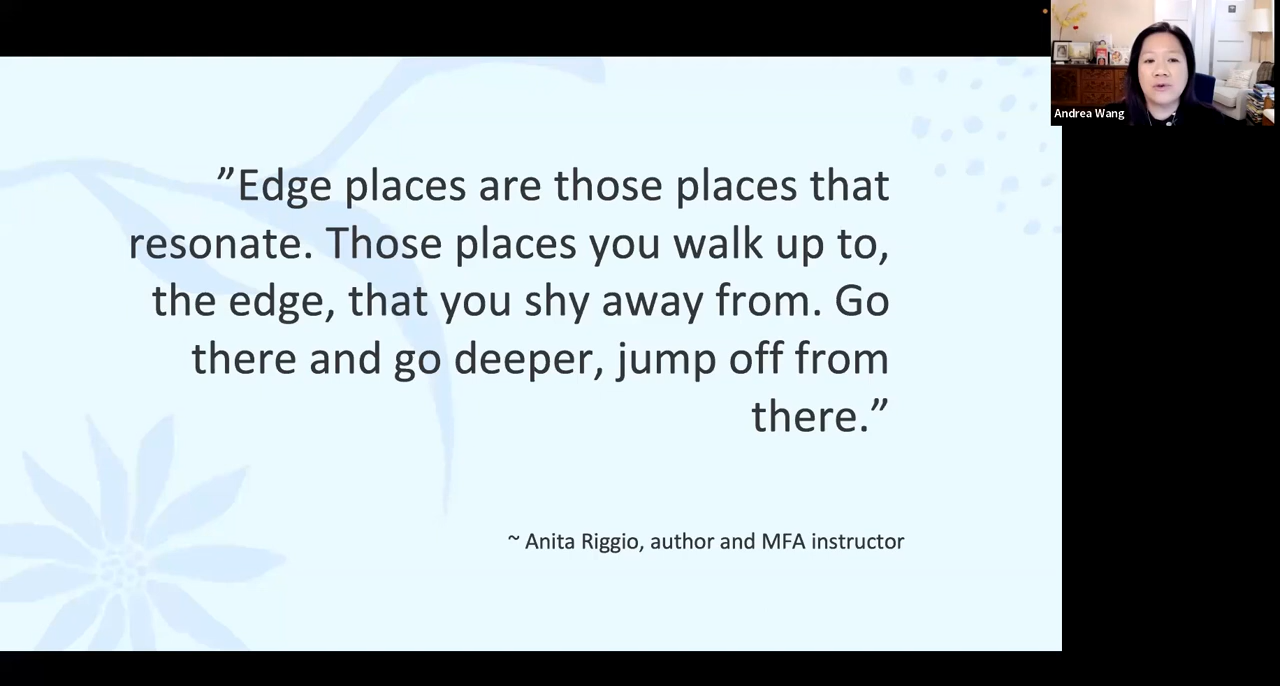 ”Edge places are those places that
resonate. Those places you walk up to,
the edge, that you shy away from. Go
there and go deeper, jump off from
there.”
~ Anita Riggio, author and MFA instructor
Andrea Wang